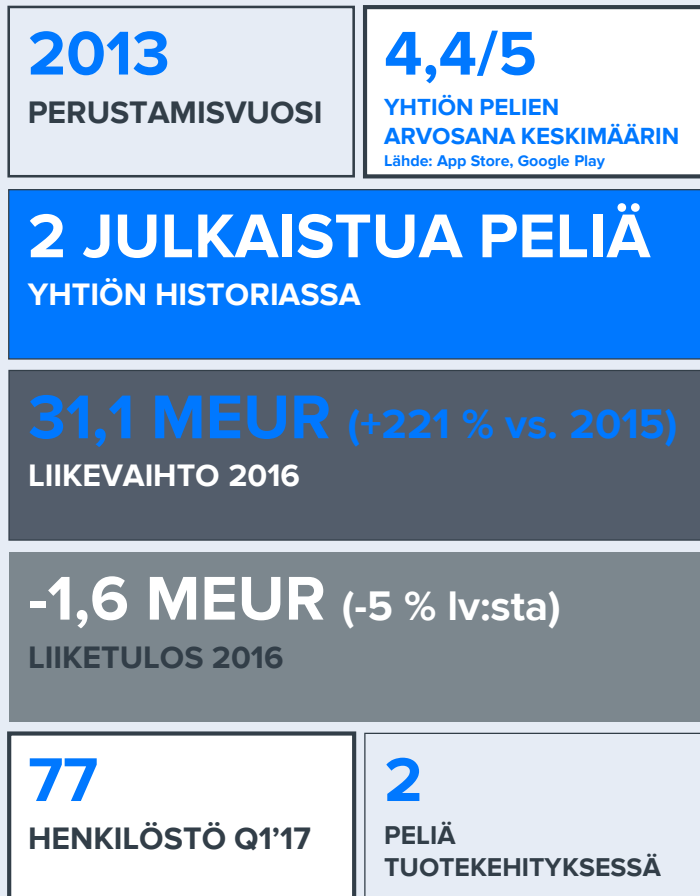 2013
PERUSTAMISVUOSI
4,4/5
YHTIÖN PELIEN
ARVOSANA KESKIMÄÄRIN
Lähde: App Store, Google Play
2 JULKAISTUA PELIÄ
YHTIÖN HISTORIASSA
31,1 MEUR (+221 % vs. 2015)
LIIKEVAIHTO 2016
-1,6 MEUR (-5 % lv:sta)
LIIKETULOS 2016
77
HENKILÖSTÖ Q1’17
2
PELIÄ
TUOTEKEHITYKSESSÄ